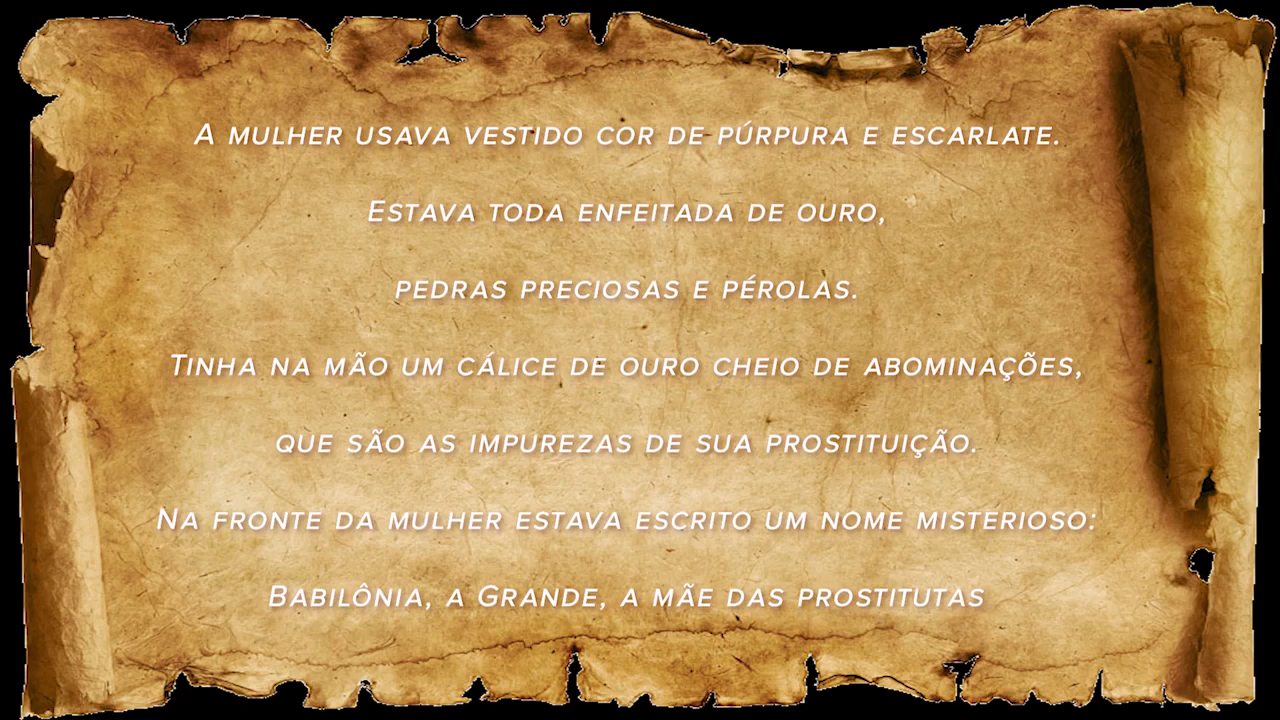 A MULHER USAVA VESTIDO COR DE PÚRPURA E ESCARLATE.
ESTAVA TODA ENFEITADA DE OURO,
PEDRAS PRECIOSAS E PÉROLAS.
TINHA NA MÃO UM CÁLICE DE OURO CHEIO DE ABOMINAÇÕES,
QUE SÃO AS IMPUREZAS DE SUA PROSTITUIÇÃO.
NA FRONTE DA MULHER ESTAVA ESCRITO UM NOME MISTERIOSO:
BABILÔNIA, A GRANDE, A MÃE DAS PROSTITUTAS